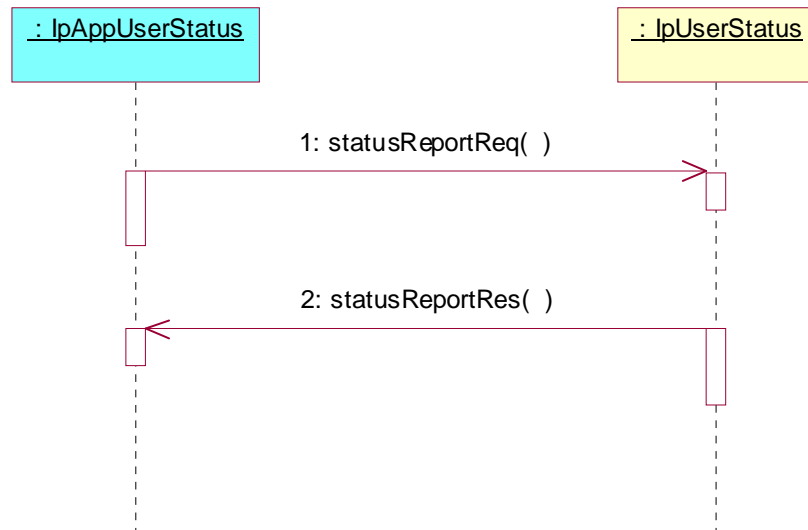 : IpAppUserStatus
: IpUserStatus
1: statusReportReq( )
2: statusReportRes( )